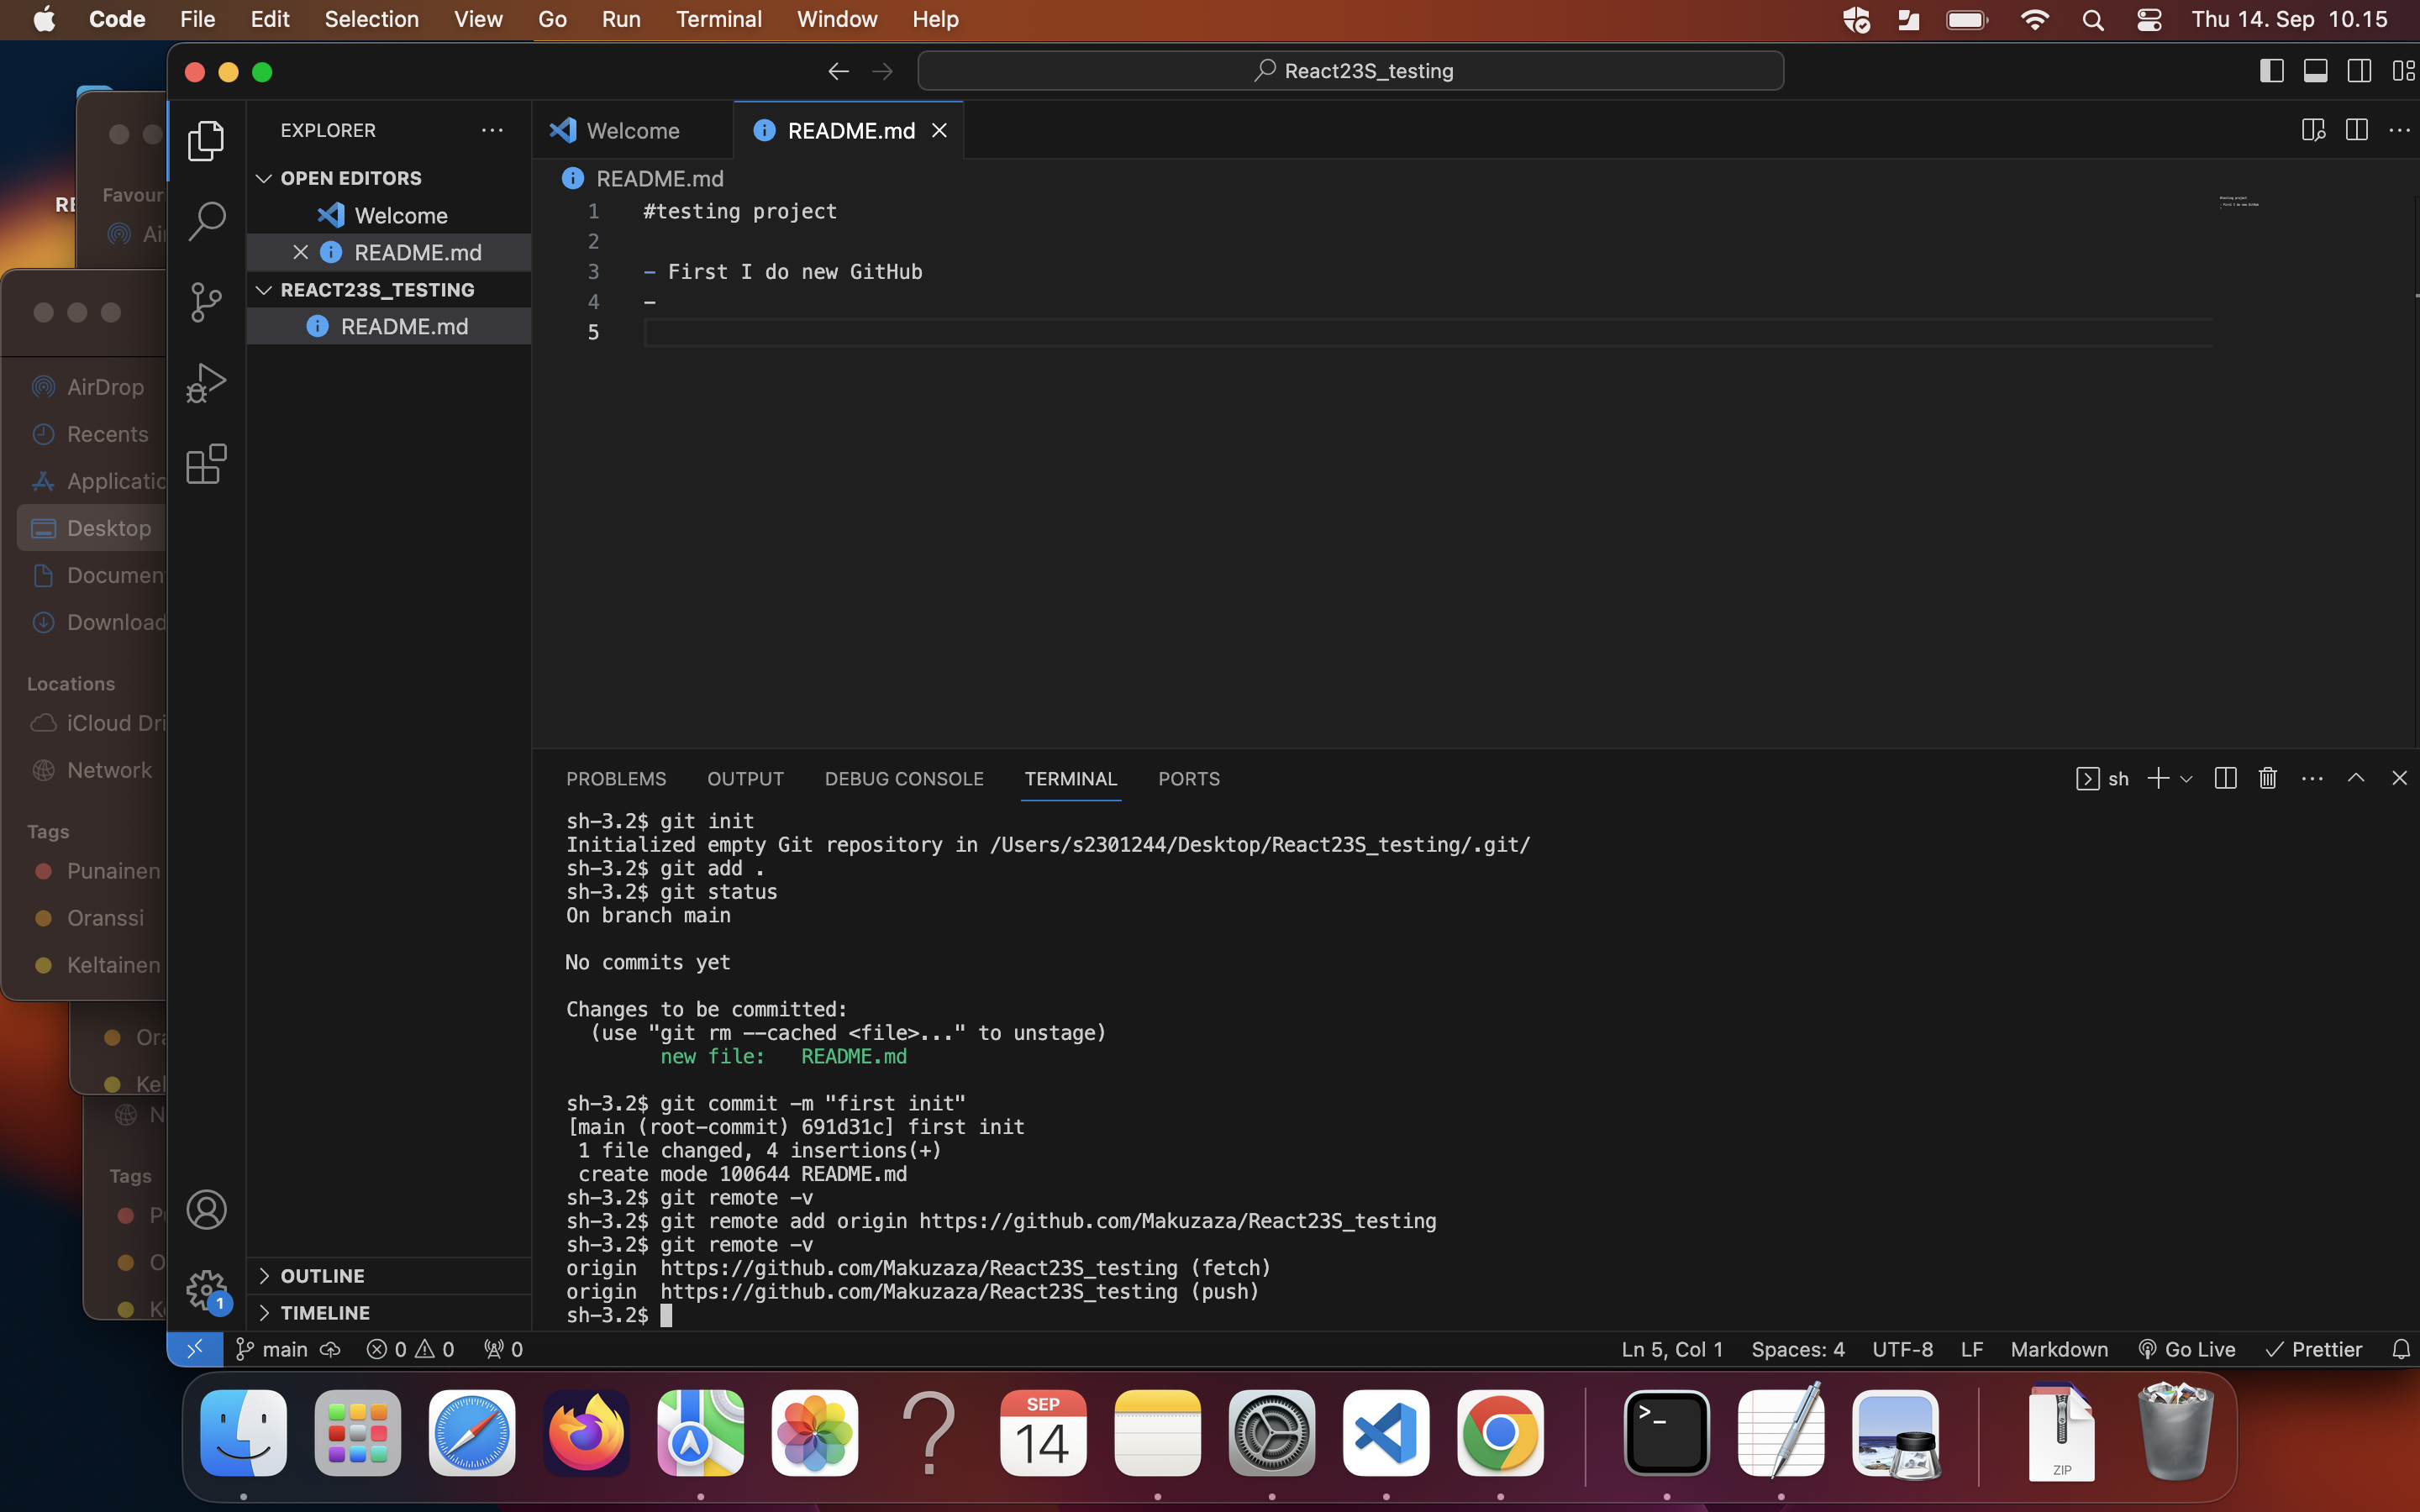 Code File Edit Selection View Go Run Terminal Window Help Thu 14. Sep 10.15
React23S_testing
EXPLORER
OPEN EDITORS
Welcome
README.md
REACT23S_TESTING
README.md
OUTLINE
TIMELINE
Welcome README.md
README.md
1 #testing project
2
3 - First I do new GitHub
4 -
5
PROBLEMS OUTPUT DEBUG CONSOLE TERMINAL PORTS sh
sh-3.2$ git init
Initialized empty Git repository in /Users/s2301244/Desktop/React23S_testing/.git/
sh-3.2$ git add .
sh-3.2$ git status
On branch main
No commits yet
Changes to be committed:
(use "git rm --cached <file>..." to unstage)
new file: README.md
sh-3.2$ git commit -m "first init"
[main (root-commit) 691d31c] first init
1 file changed, 4 insertions(+)
create mode 100644 README.md
sh-3.2$ git remote -v
sh-3.2$ git remote add origin https://github.com/Makuzaza/React23S_testing
sh-3.2$ git remote -v
origin https://github.com/Makuzaza/React23S_testing (fetch)
origin https://github.com/Makuzaza/React23S_testing (push)
sh-3.2$
1
main 0 0 0 Ln 5, Col 1 Spaces: 4 UTF-8 LF Markdown Go Live Prettier
RE
Favour
Air
AirDrop
Recents
Applicatic
Desktop
Documen
Download
Locations
iCloud Dri
Network
Tags
Punainen
Oranssi
Keltainen
Ora
Kel
N
Tags
P
O
K
SEP
14
ZIP